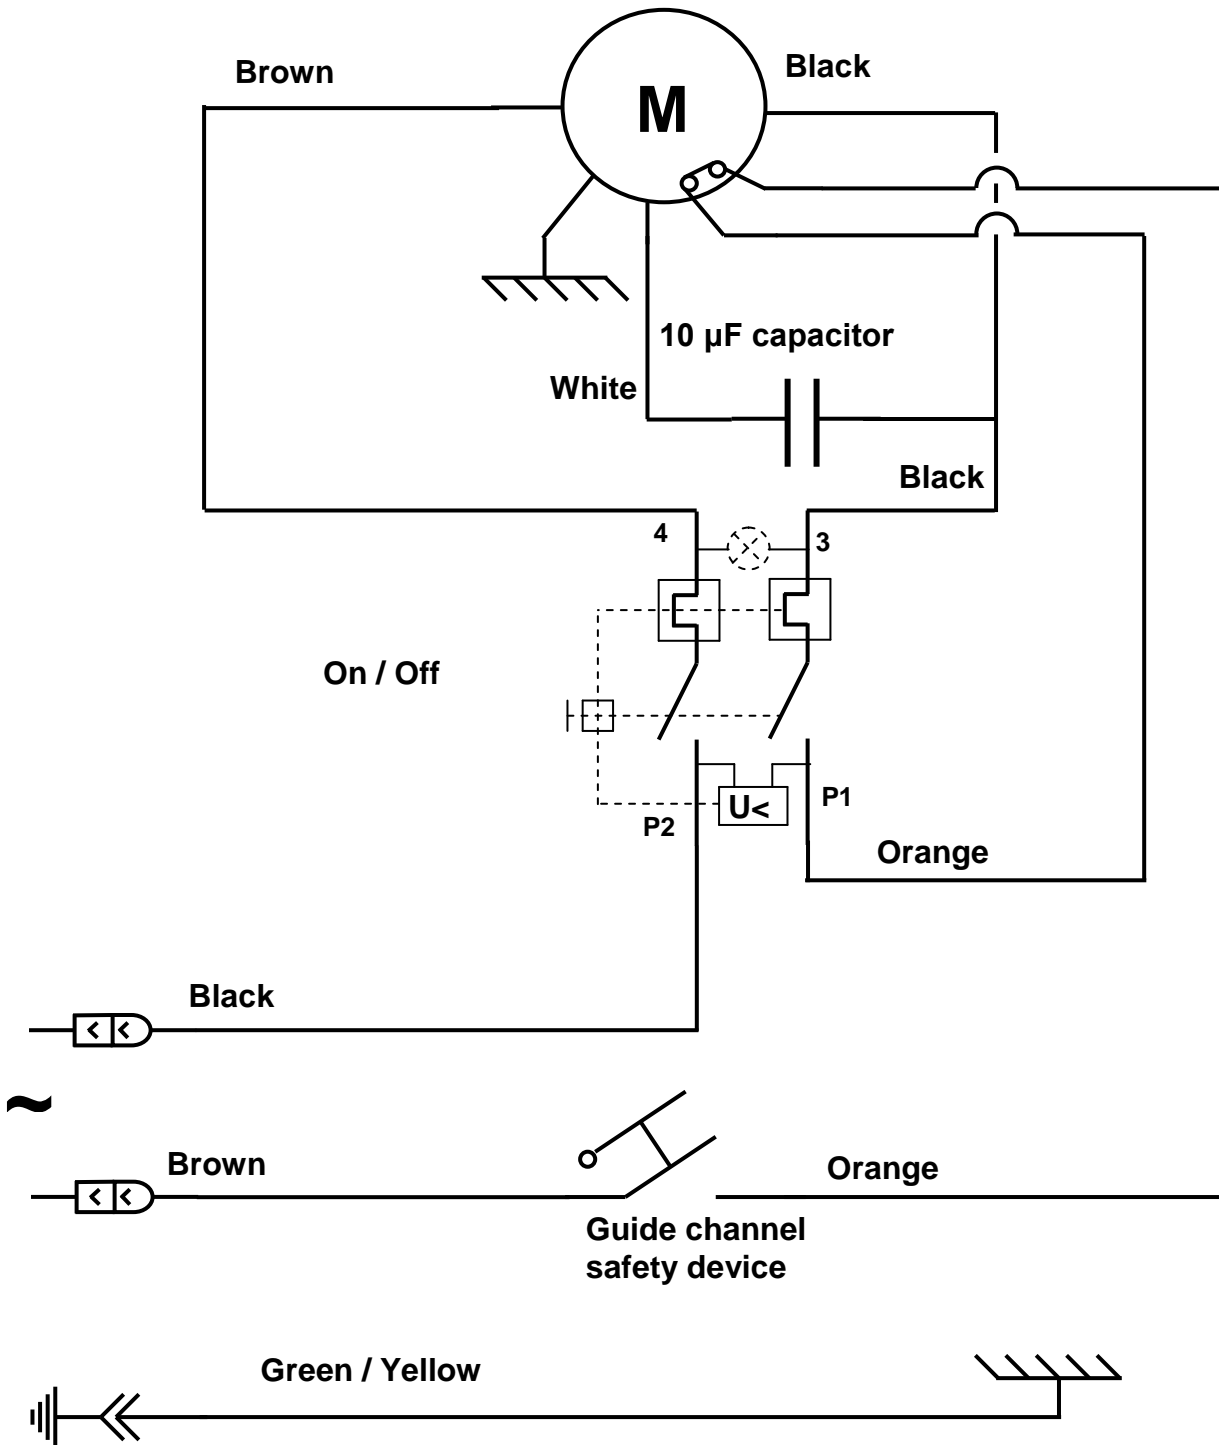 Brown
Black
M
10 µF capacitor
White
Black
4
3
On / Off
U<
P1
P2
Orange
Black
~
Brown
Orange
Guide channel
safety device
Green / Yellow